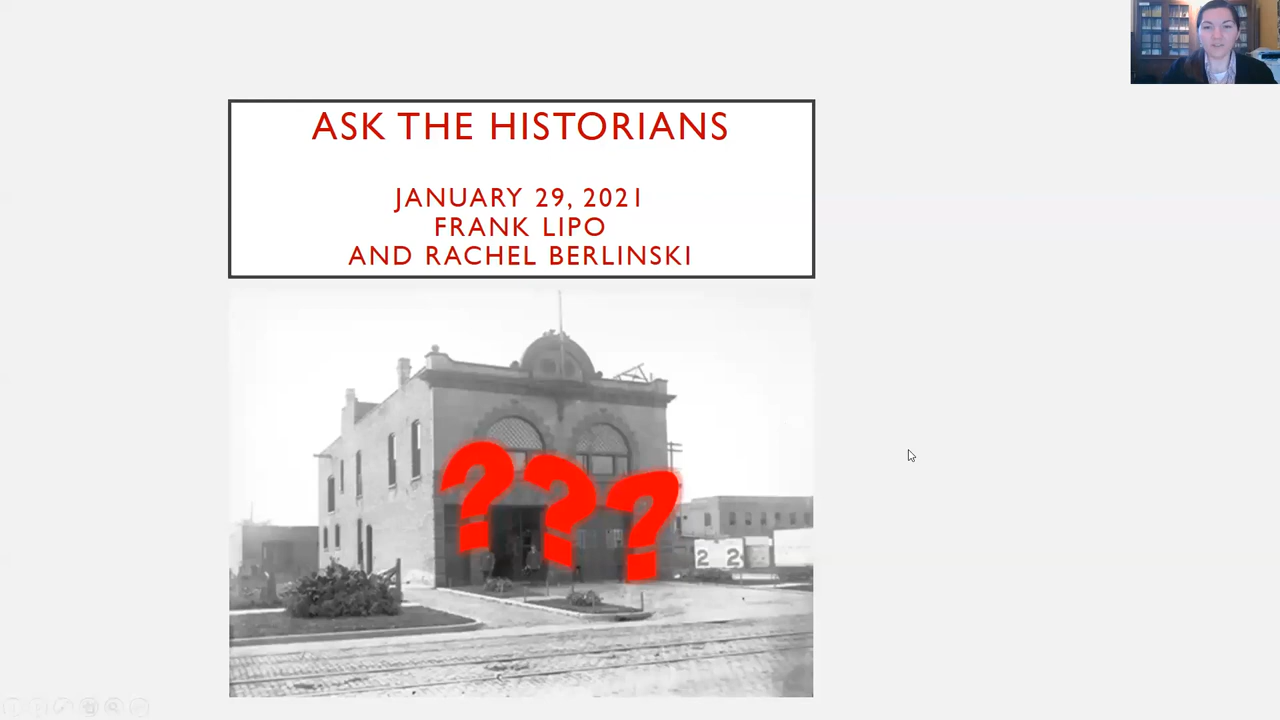 ASK THE HISTORIANS
JANUARY 29, 2021
FRANK LIPO
AND RACHEL BERLINSKI
???
2 2